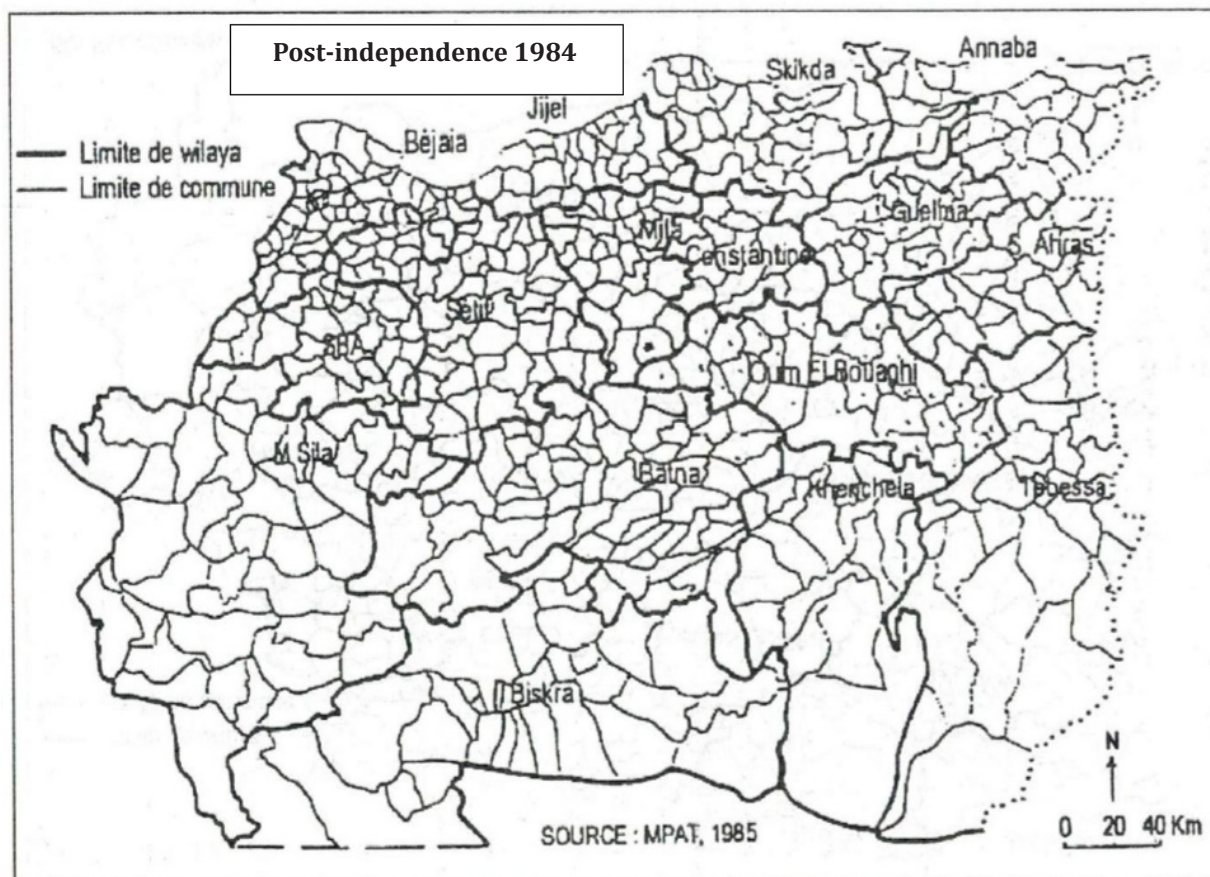 Post-independence 1984
Annaba
Skikda
Jijel
Béjaia
Limite de wilaya
Limite de commune
Guelma
Mila
S. Ahras
Constantine
Setif
BBA
Oum El Bouaghi
M Sila
Batna
Khenchela
Tebessa
Biskra
N
SOURCE : MPAT, 1985
0 20 40 Km